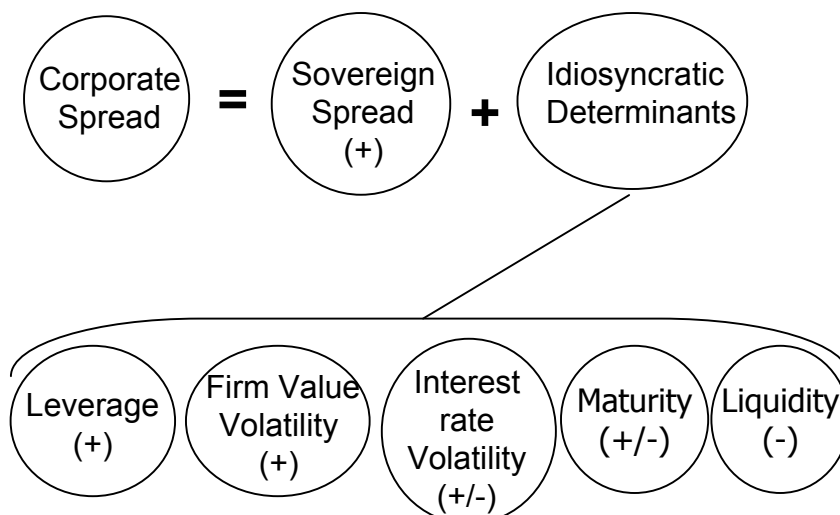 Corporate
Spread
=
Sovereign
Spread
(+)
+
Idiosyncratic
Determinants
Leverage
(+)
Firm Value
Volatility
(+)
Interest
rate
Volatility
(+/-)
Maturity
(+/-)
Liquidity
(-)